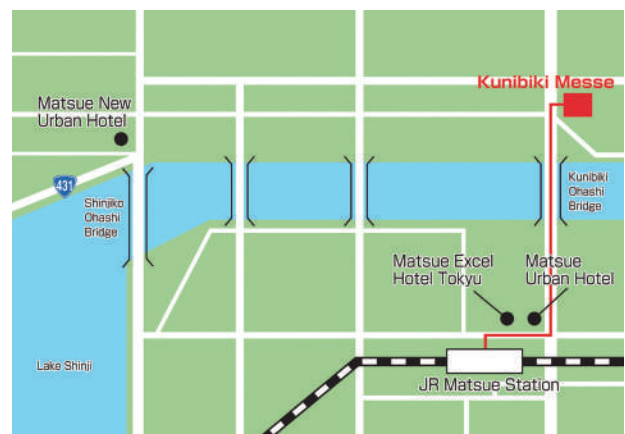 Kunibiki Messe
Matsue New
Urban Hotel
431
Shinjiko
Ohashi
Bridge
Kunibiki
Ohashi
Bridge
Matsue Excel
Hotel Tokyu
Matsue
Urban Hotel
Lake Shinji
JR Matsue Station